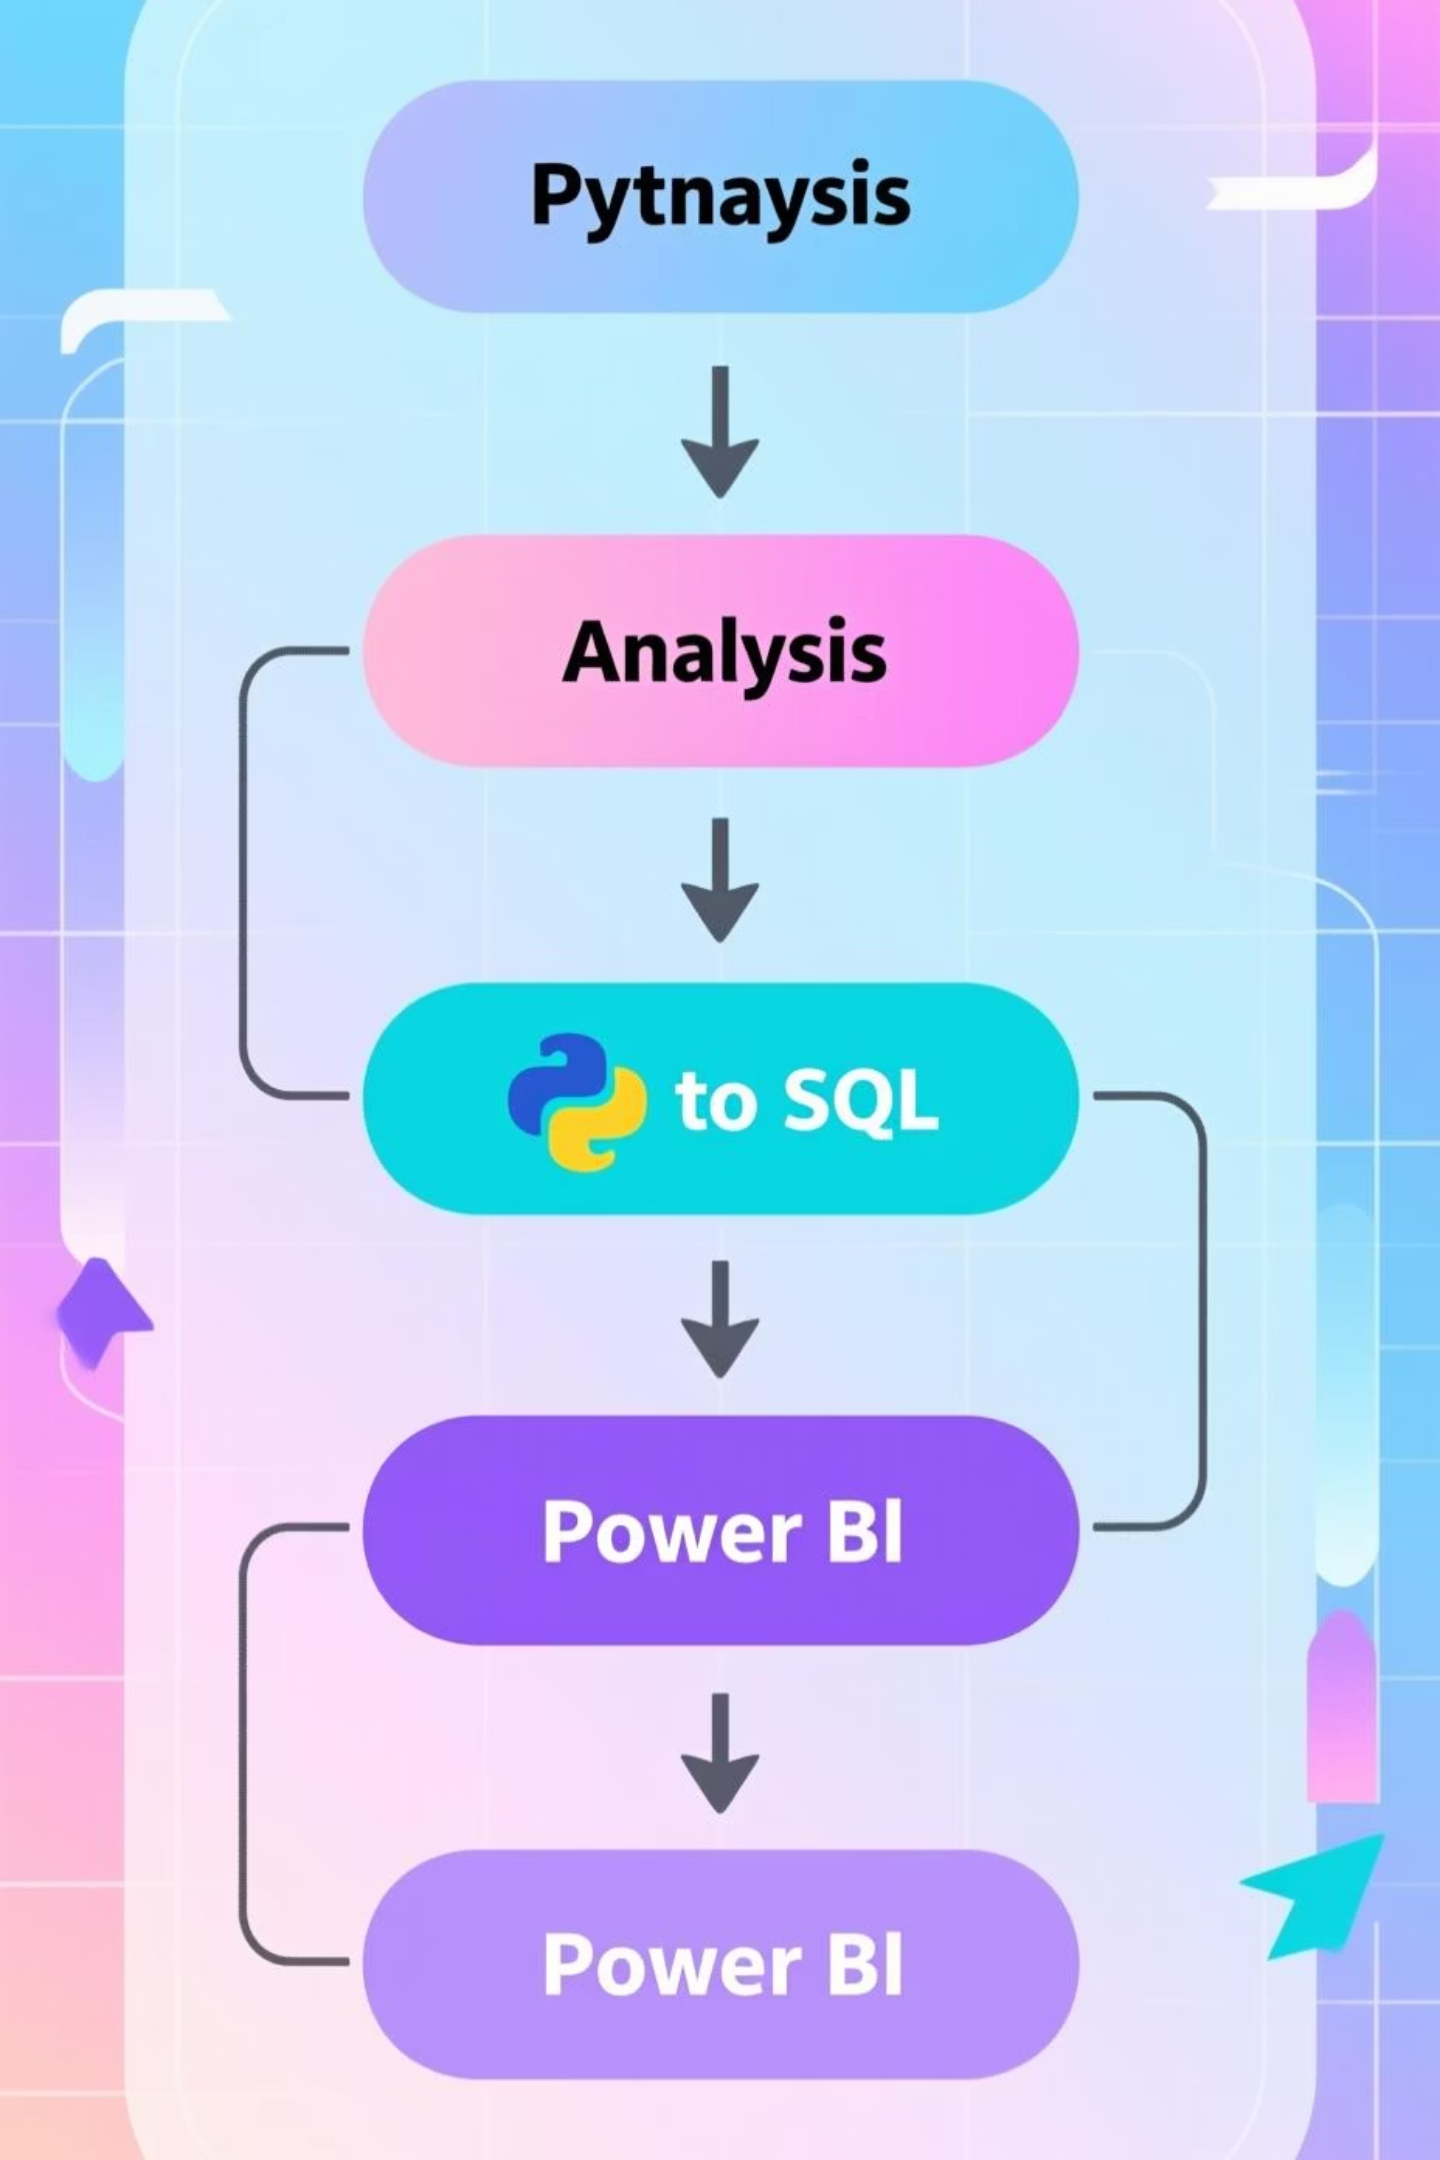 Pytnaysis
Analysis
to SQL
Power BI
Power BI